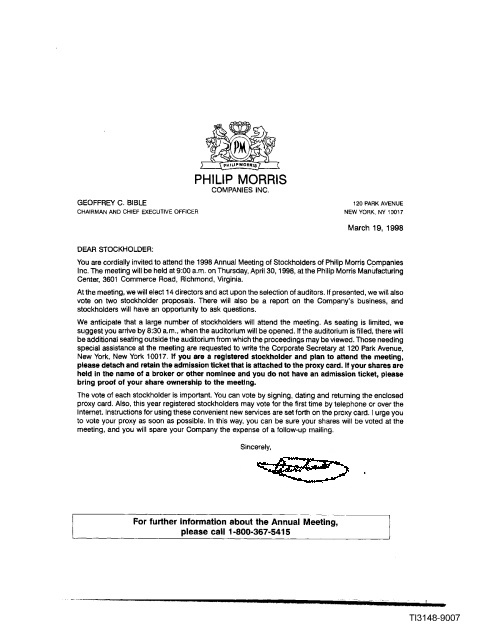 PM
PHILIP MORRIS
PHILIP MORRIS
COMPANIES INC.
GEOFFREY C. BIBLE
CHAIRMAN AND CHIEF EXECUTIVE OFFICER
120 PARK AVENUE
NEW YORK, NY 10017
March 19, 1998
DEAR STOCKHOLDER:
You are cordially invited to attend the 1998 Annual Meeting of Stockholders of Philip Morris Companies
Inc. The meeting will be held at 9:00 a.m. on Thursday, April 30, 1998, at the Philip Morris Manufacturing
Center, 3601 Commerce Road, Richmond, Virginia.
At the meeting, we will elect 14 directors and act upon the selection of auditors. If presented, we will also
vote on two stockholder proposals. There will also be a report on the Company's business, and
stockholders will have an opportunity to ask questions.
We anticipate that a large number of stockholders will attend the meeting. As seating is limited, we
suggest you arrive by 8:30 a.m., when the auditorium will be opened. If the auditorium is filled, there will
be additional seating outside the auditorium from which the proceedings may be viewed. Those needing
special assistance at the meeting are requested to write the Corporate Secretary at 120 Park Avenue,
New York, New York 10017. If you are a registered stockholder and plan to attend the meeting,
please detach and retain the admission ticket that is attached to the proxy card. If your shares are
held in the name of a broker or other nominee and you do not have an admission ticket, please
bring proof of your share ownership to the meeting.
The vote of each stockholder is important. You can vote by signing, dating and returning the enclosed
proxy card. Also, this year registered stockholders may vote for the first time by telephone or over the
Internet. Instructions for using these convenient new services are set forth on the proxy card. I urge you
to vote your proxy as soon as possible. In this way, you can be sure your shares will be voted at the
meeting, and you will spare your Company the expense of a follow-up mailing.
Sincerely,
For further information about the Annual Meeting,
please call 1-800-367-5415
TI3148-9007